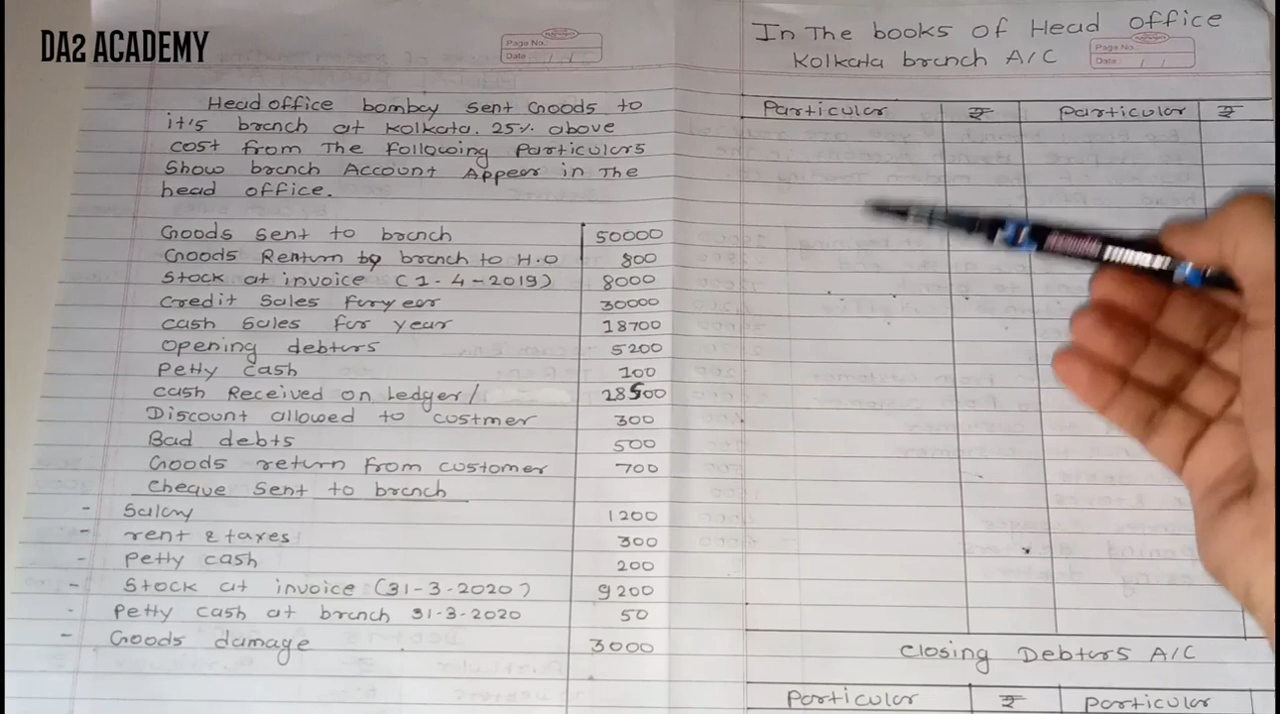 DA2 ACADEMY
Page No.
Date
Head office bombay sent Goods to
it's branch at Kolkata. 25% above
cost from The following Particulars
Show branch Account Appear in The
head office.
Goods sent to branch 50000
Goods Renturn by branch to H.O 800
Stock at invoice (1-4-2019) 8000
Credit Sales Furyear 30000
Cash Sales fur year 18700
Opening debturs 5200
Petty cash 100
Cash Received on Ledger/ 28500
Discount allowed to custmer 300
Bad debts 500
Goods return from customer 700
Cheque sent to branch
- Salary 1200
- rent & taxes 300
- Petty cash 200
- Stock at invoice (31-3-2020) 9200
- Petty cash at branch 31-3-2020 50
- Goods damage 3000
In The books of Head office
Kolkata branch A/C
Page No.
Date
Particular ₹ Particular ₹
Closing Debturs A/C
Particular ₹ Particular